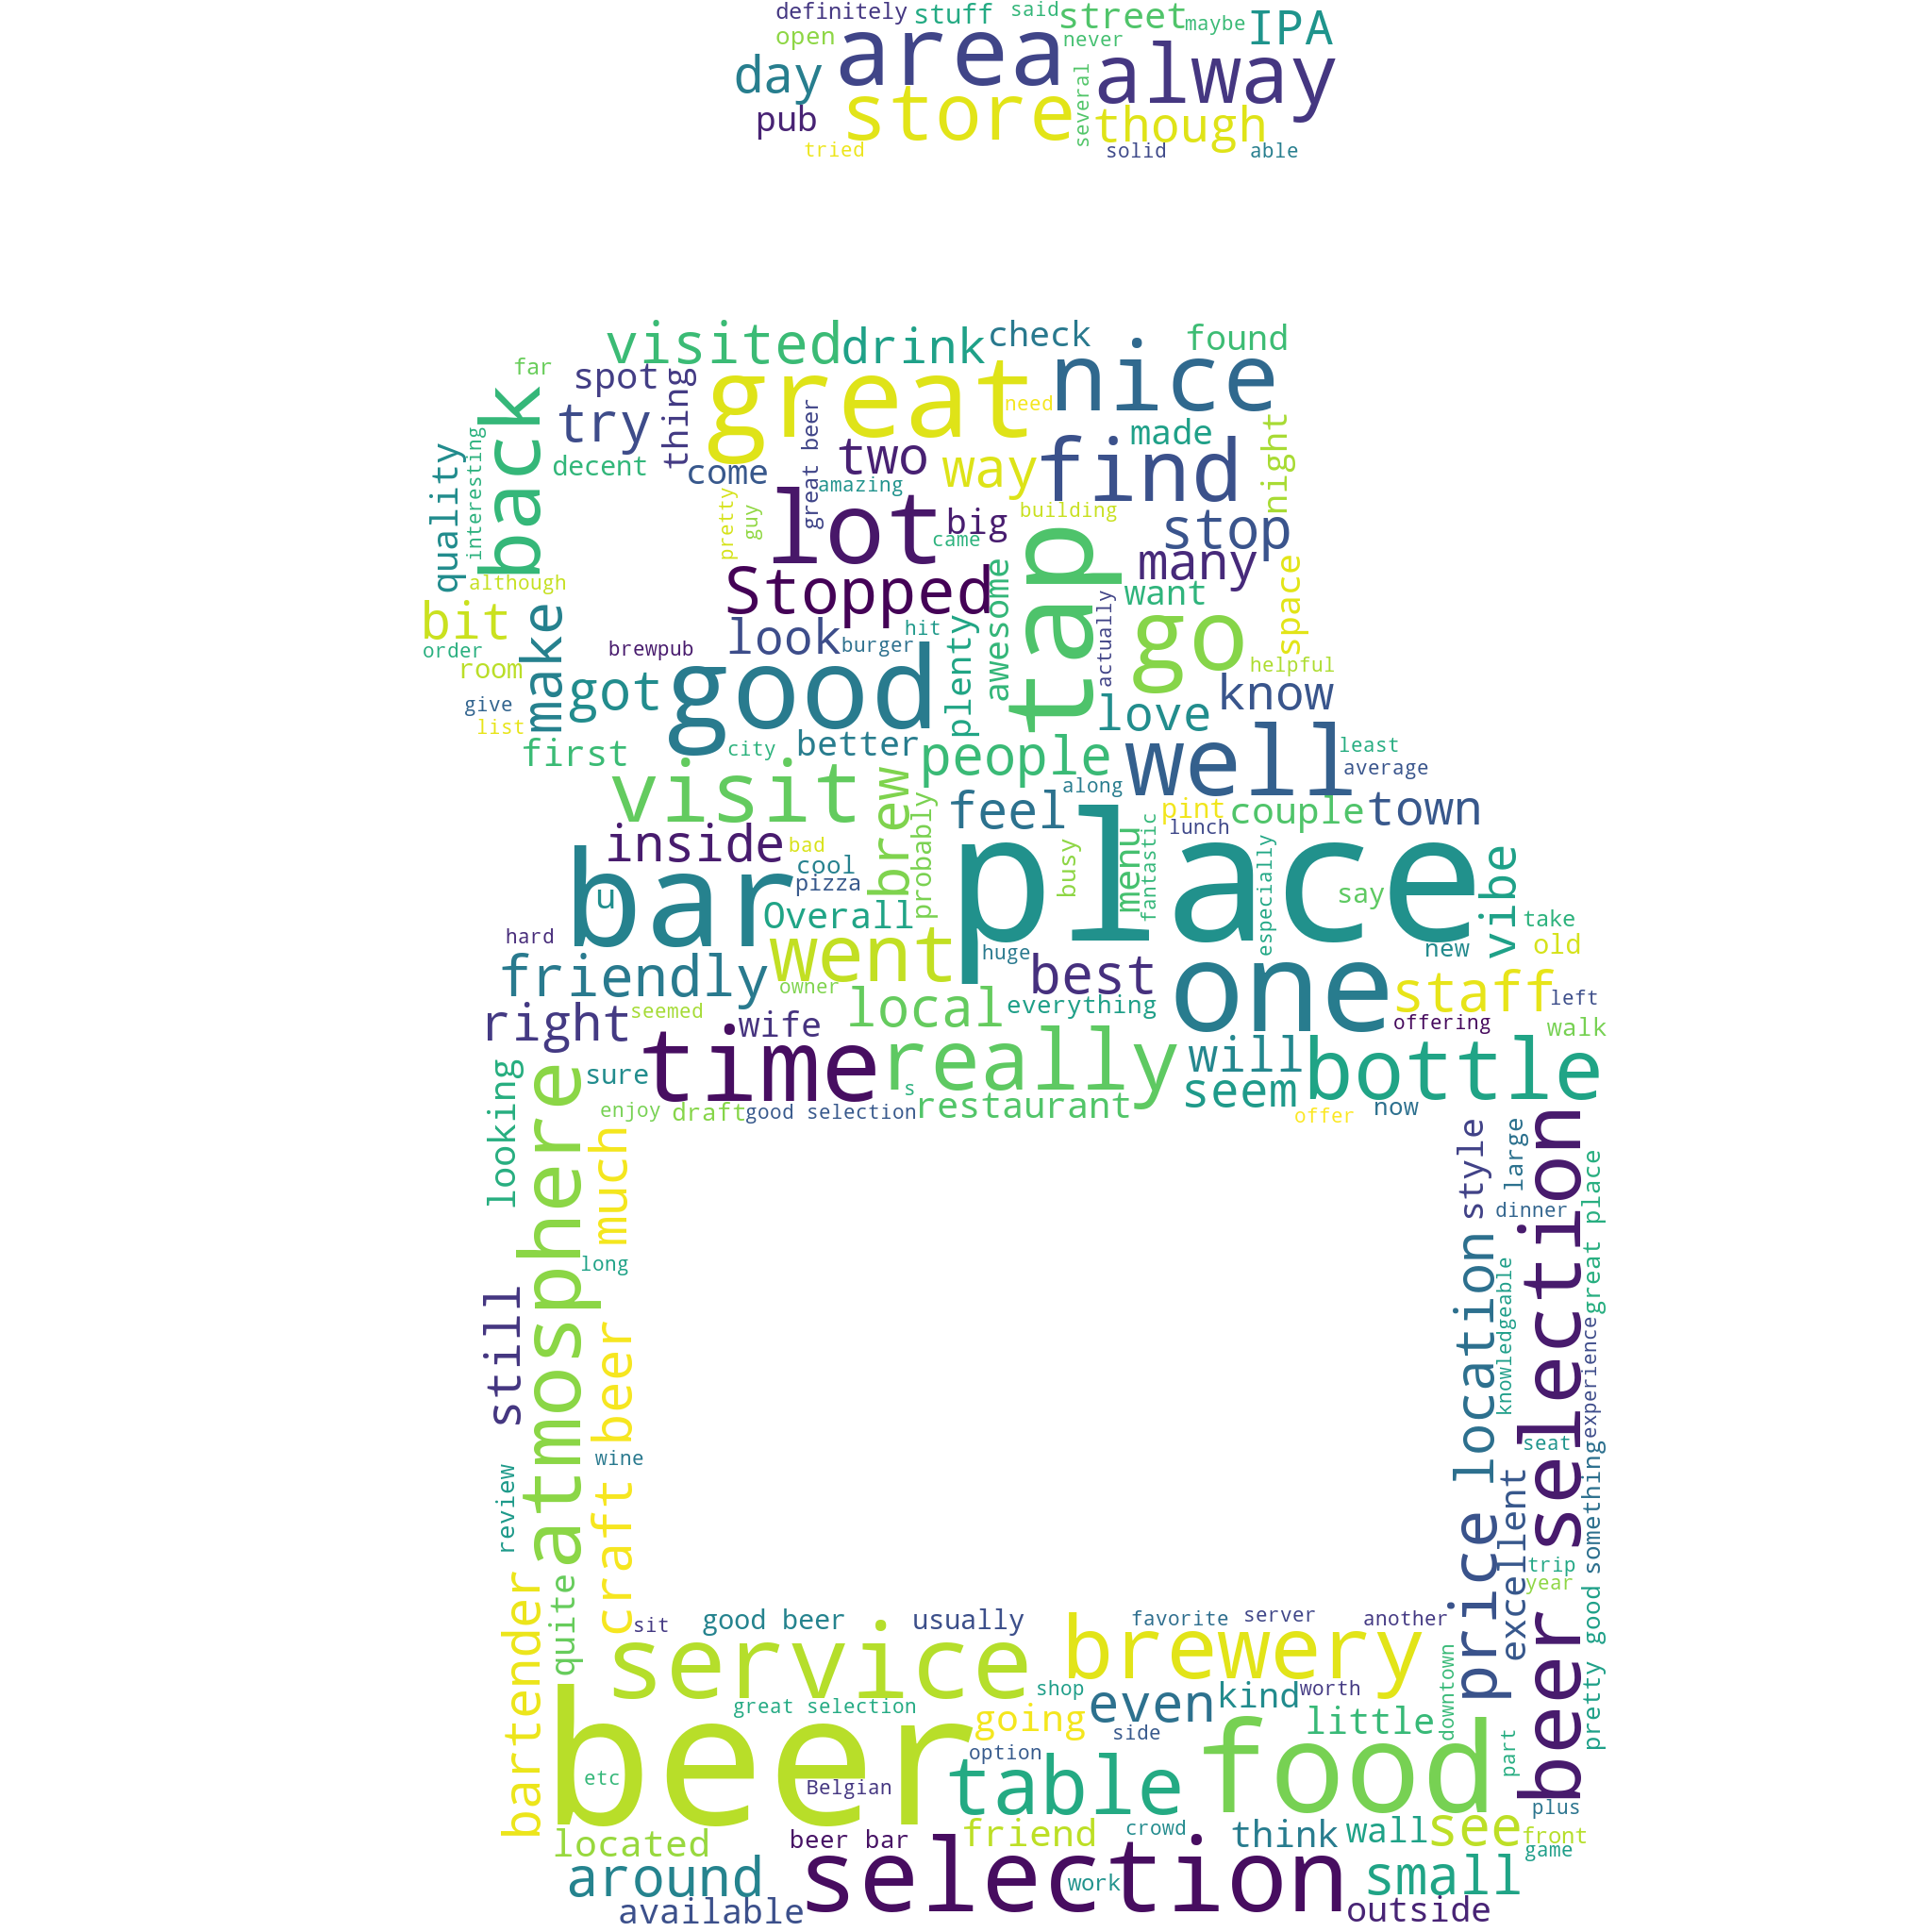 definitely
stuff
said
street
maybe
IPA
open
area
never
alway
day
store
several
pub
though
tried
solid
able
visited
drink
check
found
far
spot
thing
great
nice
need
back
try
great beer
made
interesting
quality
decent
come
two
way
find
night
amazing
pretty
guy
lot
big
building
stop
came
tap
many
although
Stopped
awesome
want
space
bit
make
look
burger
hit
plenty
actually
go
order
brewpub
room
got
good
helpful
know
give
list
love
first
city
better
people
well
least
average
visit
brew
along
feel
pint
couple
town
inside
bad
probably
place
lunch
cool
pizza
busy
menu
fantastic
especially
vibe
bar
u
Overall
say
take
hard
went
huge
new
old
friendly
owner
best
one
staff
left
right
seemed
wife
local
everything
offering
walk
looking
sure
time
really
s
will
seem
bottle
enjoy
draft
good selection
restaurant
offer
now
atmosphere
much
style
large
beer selection
great place
dinner
long
location
knowledgeable
still
craft beer
experience
wine
seat
review
price
excellent
something
trip
year
bartender
quite
sit
good beer
usually
favorite
server
another
pretty good
service
brewery
downtown
great selection
shop
even
kind
worth
beer
going
side
little
food
part
option
table
etc
Belgian
plus
located
beer bar
friend
crowd
think
wall
see
front
game
around
selection
work
small
available
outside